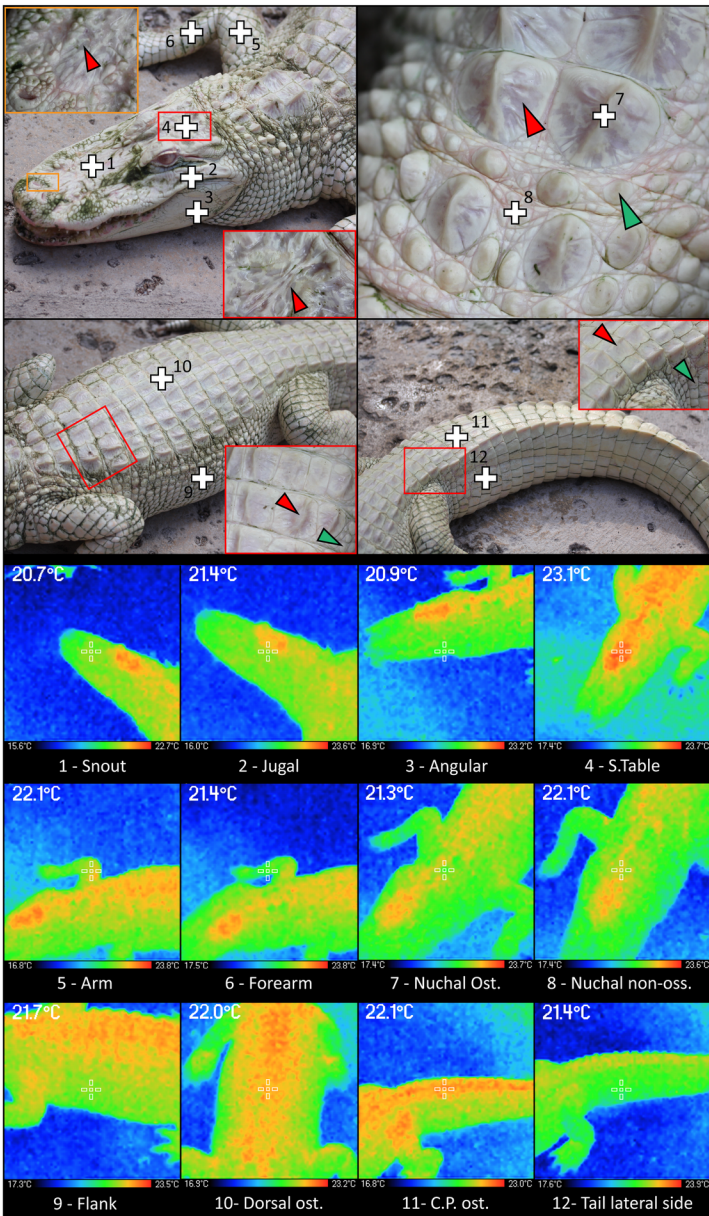 6
5
4
1
2
3
7
8
10
9
11
12
20.7°C
21.4°C
20.9°C
23.1°C
15.6°C 22.7°C
16.0°C 23.6°C
16.9°C 23.2°C
17.4°C 23.7°C
1 - Snout
2 - Jugal
3 - Angular
4 - S.Table
22.1°C
21.4°C
21.3°C
22.1°C
16.8°C 23.8°C
17.5°C 23.8°C
17.4°C 23.7°C
17.4°C 23.6°C
5 - Arm
6 - Forearm
7 - Nuchal Ost.
8 - Nuchal non-oss.
21.7°C
22.0°C
22.1°C
21.4°C
17.3°C 23.5°C
16.9°C 23.2°C
16.8°C 23.0°C
17.6°C 23.9°C
9 - Flank
10- Dorsal ost.
11- C.P. ost.
12- Tail lateral side